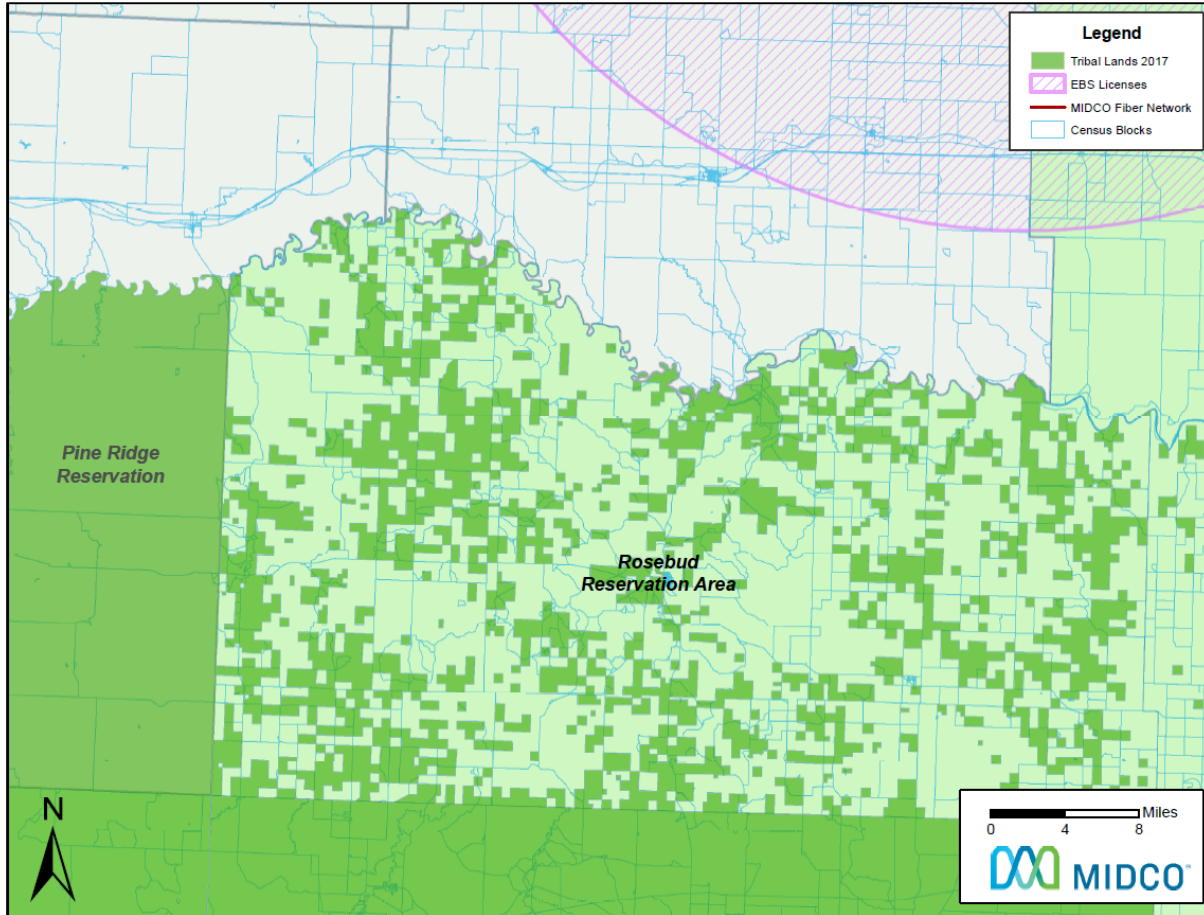 Legend
Tribal Lands 2017
EBS Licenses
MIDCO Fiber Network
Census Blocks
Pine Ridge
Reservation
Rosebud
Reservation Area
N
Miles
0 4 8
MIDCO™